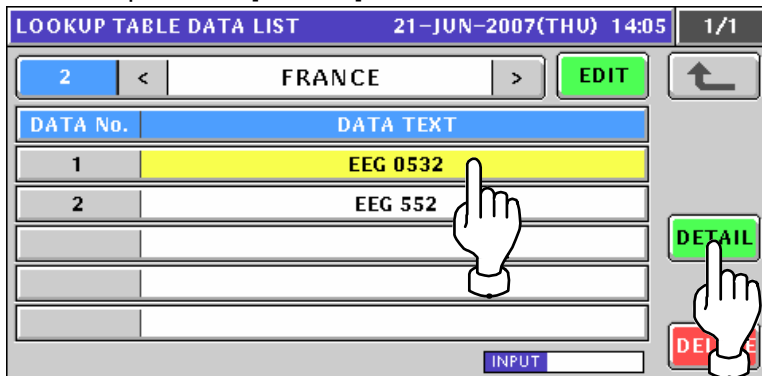 LOOKUP TABLE DATA LIST 21-JUN-2007(THU) 14:05 1/1
2 < FRANCE > EDIT
DATA No. DATA TEXT
1 EEG 0532
2 EEG 552
DETAIL
INPUT